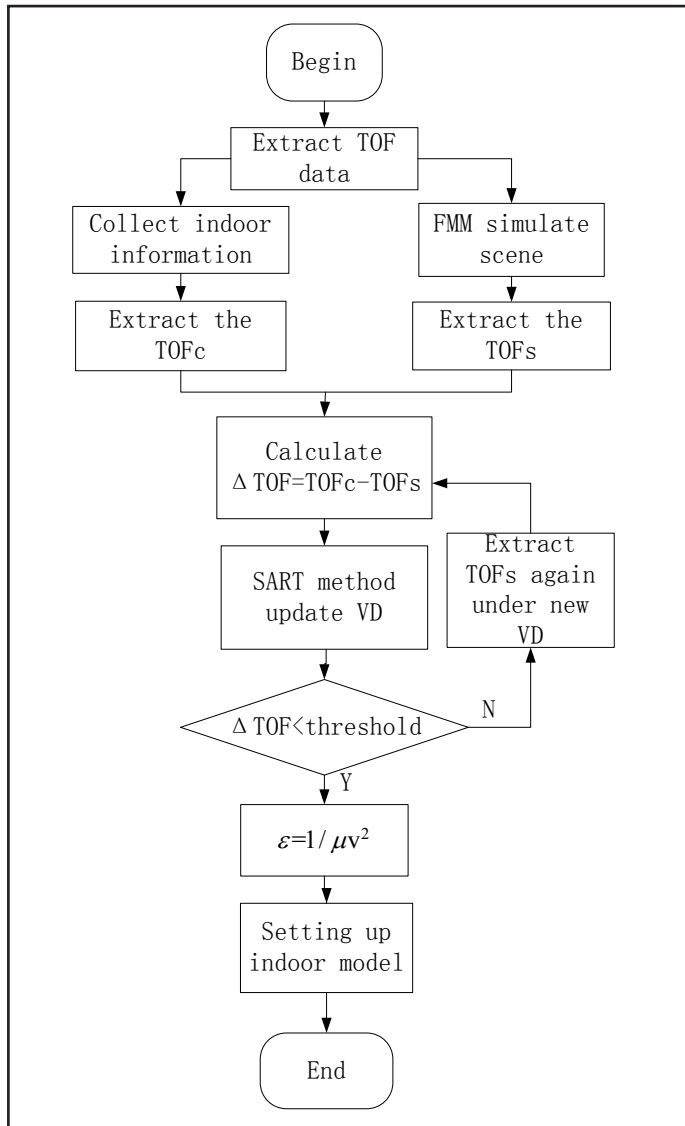 Begin
Extract TOF
data
Collect indoor
information
FMM simulate
scene
Extract the
TOFc
Extract the
TOFs
Calculate
ΔTOF=TOFc-TOFs
Extract
TOFs again
under new
VD
SART method
update VD
ΔTOF<threshold
N
Y
ε=1/μv²
Setting up
indoor model
End